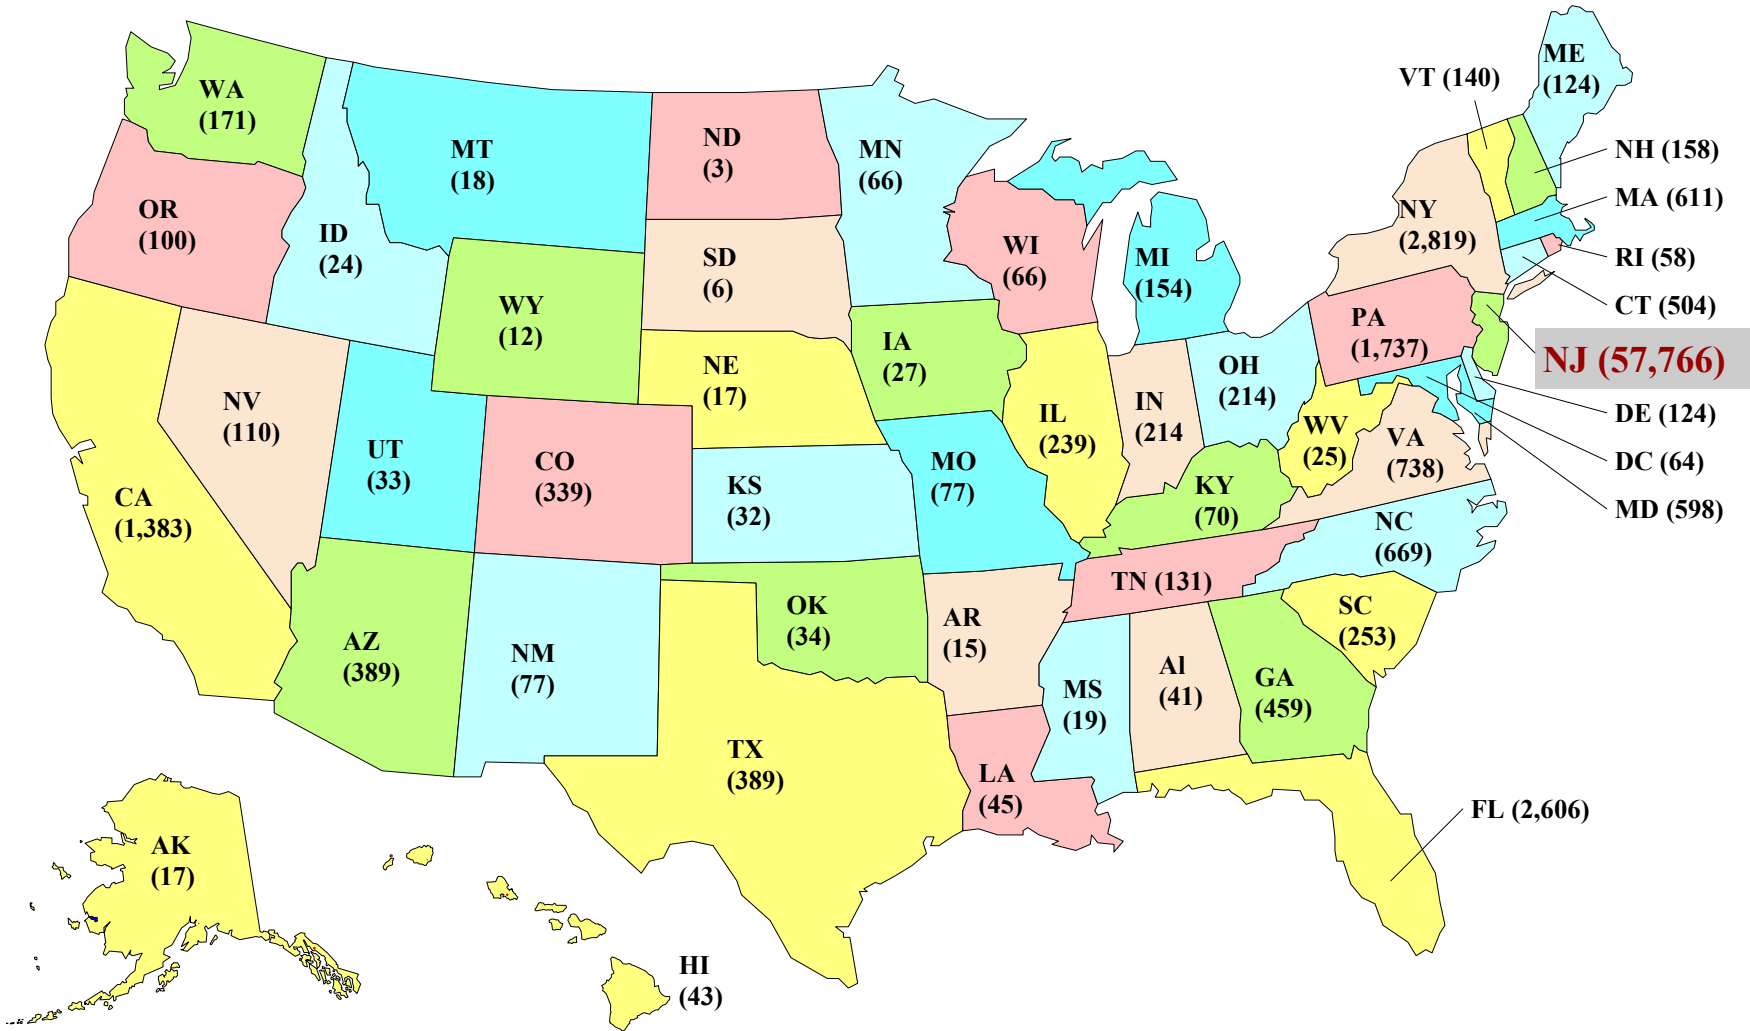 WA
(171)
OR
(100)
CA
(1,383)
ID
(24)
NV
(110)
MT
(18)
WY
(12)
UT
(33)
AZ
(389)
CO
(339)
NM
(77)
ND
(3)
SD
(6)
NE
(17)
KS
(32)
OK
(34)
TX
(389)
MN
(66)
IA
(27)
MO
(77)
AR
(15)
LA
(45)
WI
(66)
IL
(239)
MI
(154)
IN
(214
OH
(214)
KY
(70)
TN (131)
MS
(19)
Al
(41)
GA
(459)
FL (2,606)
SC
(253)
NC
(669)
VA
(738)
WV
(25)
PA
(1,737)
NY
(2,819)
VT (140)
ME
(124)
NH (158)
MA (611)
RI (58)
CT (504)
NJ (57,766)
DE (124)
DC (64)
MD (598)
AK
(17)
HI
(43)